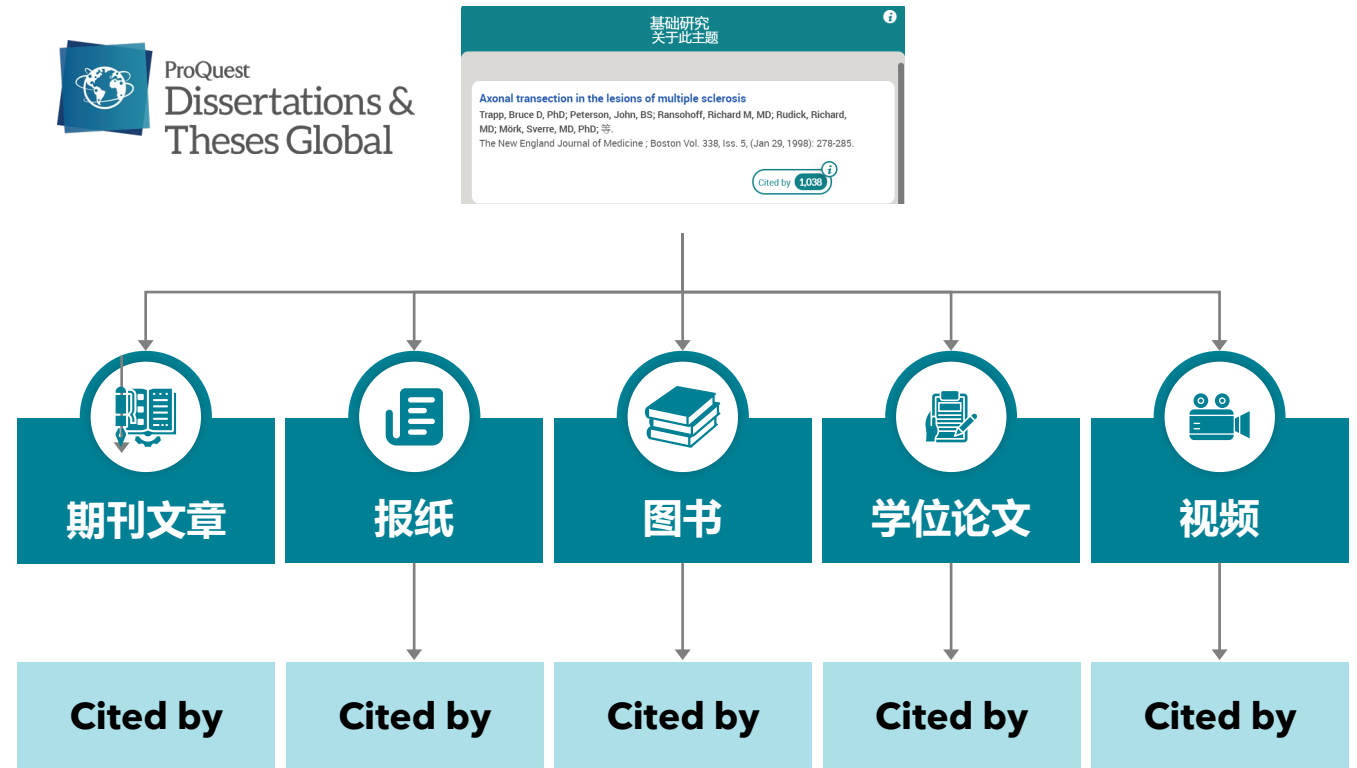 ProQuest
Dissertations &
Theses Global
基础研究
关于此主题
i
Axonal transection in the lesions of multiple sclerosis
Trapp, Bruce D, PhD; Peterson, John, BS; Ransohoff, Richard M, MD; Rudick, Richard,
MD; Mörk, Sverre, MD, PhD; 等.
The New England Journal of Medicine ; Boston Vol. 338, Iss. 5, (Jan 29, 1998): 278-285.
Cited by 1,038 i
期刊文章
报纸
图书
学位论文
视频
Cited by
Cited by
Cited by
Cited by
Cited by